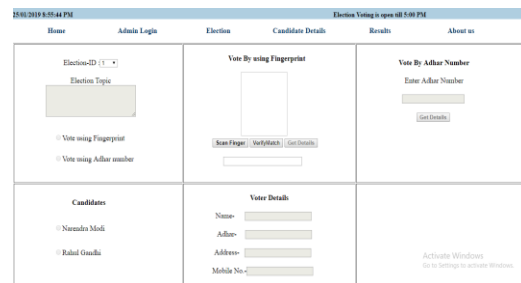 25/02/2019 8:55:44 PM Election Voting is open till 5:00 PM
Home Admin Login Election Candidate Details Results About us
Election-ID : 1
Election Topic
Vote using Fingerprint
Vote using Adhar number
Vote By using Fingerprint
Scan Finger VerifyMatch Get Details
Vote By Adhar Number
Enter Adhar Number
Get Details
Candidates
Narendra Modi
Rahul Gandhi
Voter Details
Name-
Adhar-
Address-
Mobile No.-
Activate Windows
Go to Settings to activate Windows.